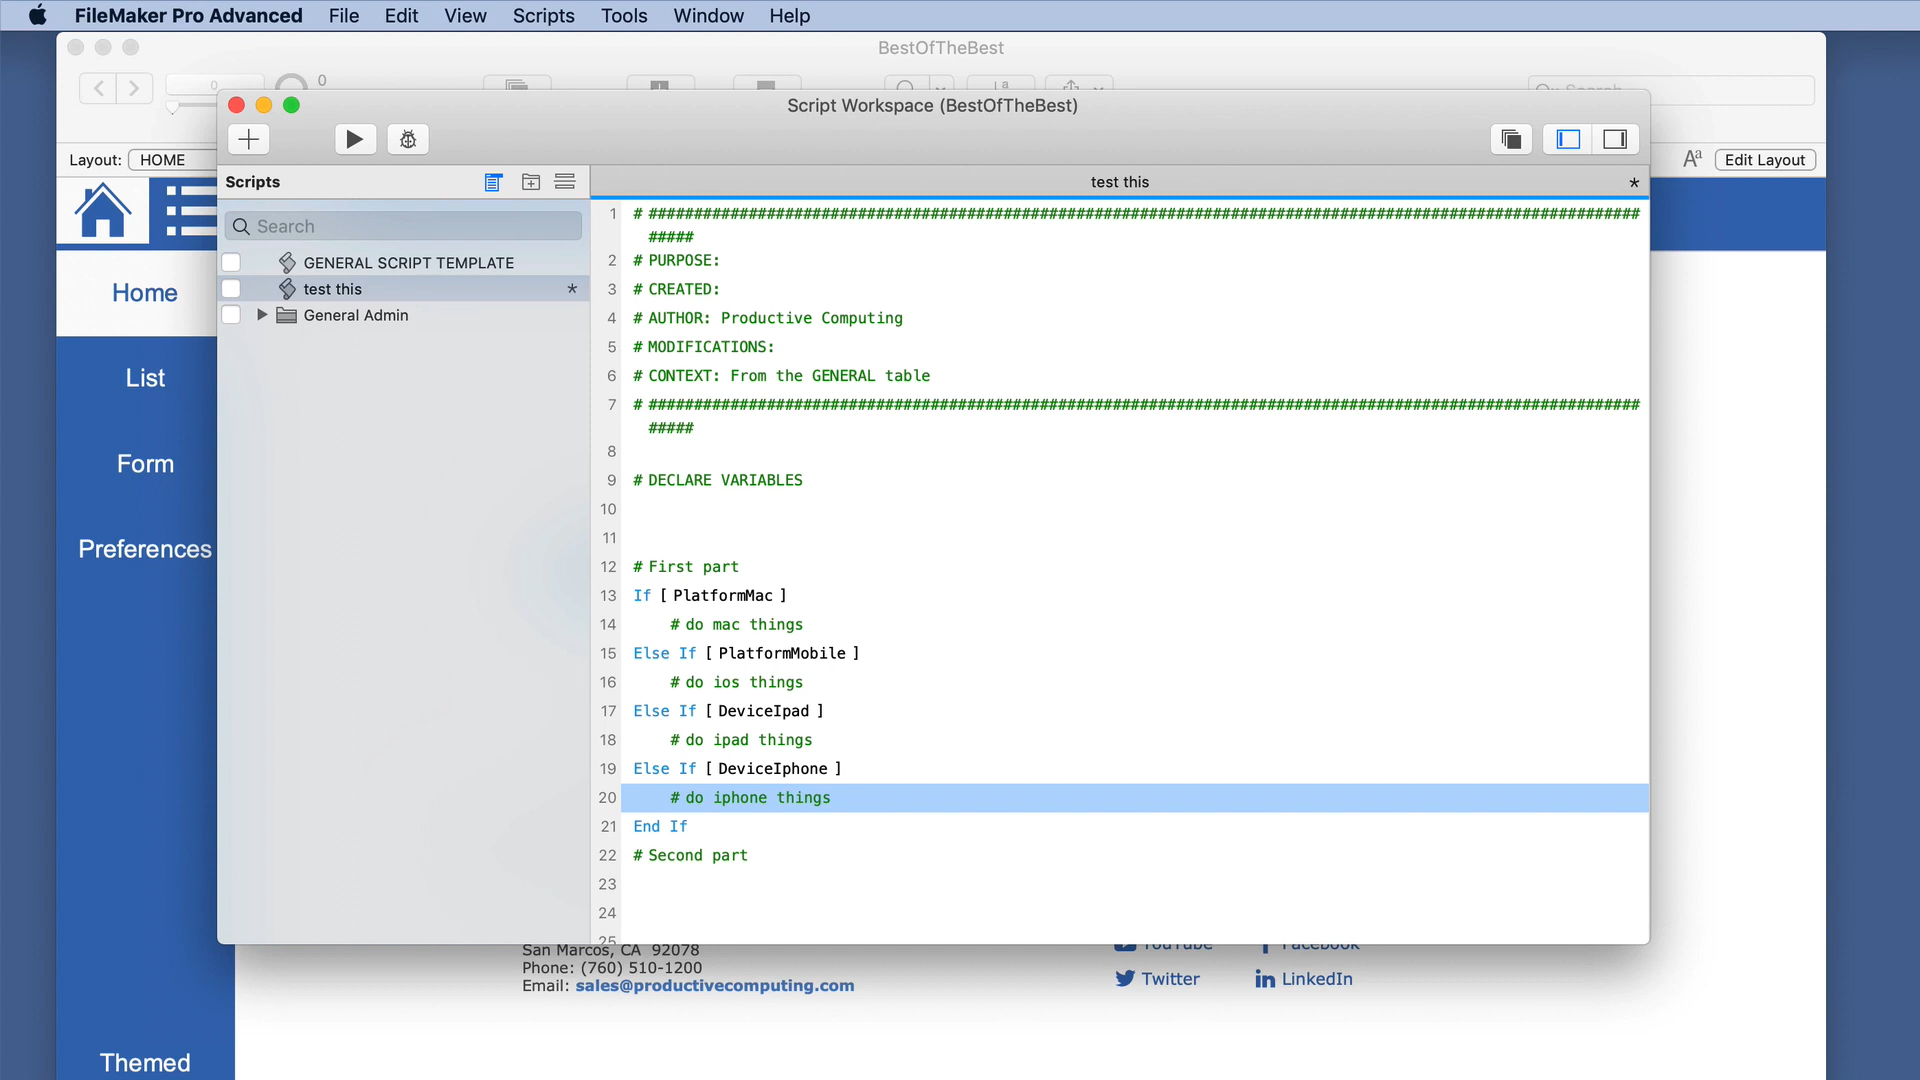 FileMaker Pro Advanced File Edit View Scripts Tools Window Help
BestOfTheBest
0 0
Search
Script Workspace (BestOfTheBest)
Layout: HOME
Edit Layout
Scripts
test this *
Search
GENERAL SCRIPT TEMPLATE
test this *
General Admin
Home
List
Form
Preferences
Themed
1 # #############################################################################################################
#####
2 # PURPOSE:
3 # CREATED:
4 # AUTHOR: Productive Computing
5 # MODIFICATIONS:
6 # CONTEXT: From the GENERAL table
7 # #############################################################################################################
#####
8
9 # DECLARE VARIABLES
10
11
12 # First part
13 If [ PlatformMac ]
14 # do mac things
15 Else If [ PlatformMobile ]
16 # do ios things
17 Else If [ DeviceIpad ]
18 # do ipad things
19 Else If [ DeviceIphone ]
20 # do iphone things
21 End If
22 # Second part
23
24
25
San Marcos, CA 92078
Phone: (760) 510-1200
Email: sales@productivecomputing.com
YouTube Facebook
Twitter LinkedIn